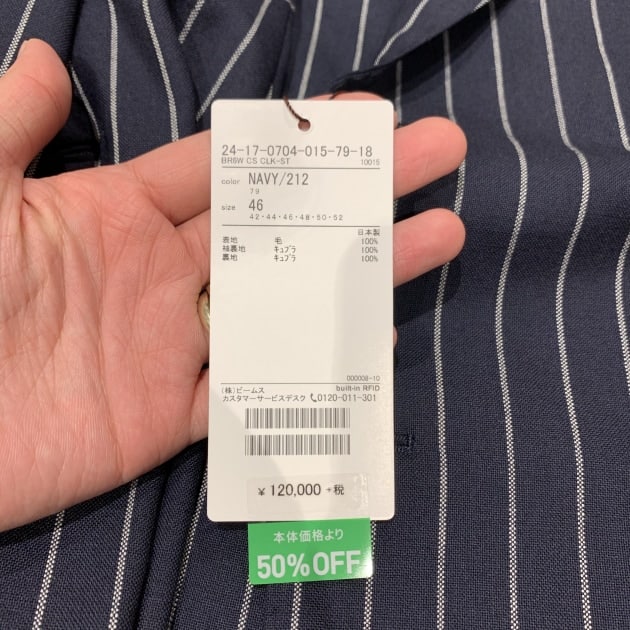 24-17-0704-015-79-18
BR6W CS CLK-ST 10015
color NAVY/212
79
size 46
42・44・46・48・50・52
日本製
表地 毛 100%
袖裏地 キュプラ 100%
裏地 キュプラ 100%
000008-10
(株)ビームス built-in RFID
カスタマーサービスデスク 0120-011-301
¥120,000 +税
本体価格より
50%OFF